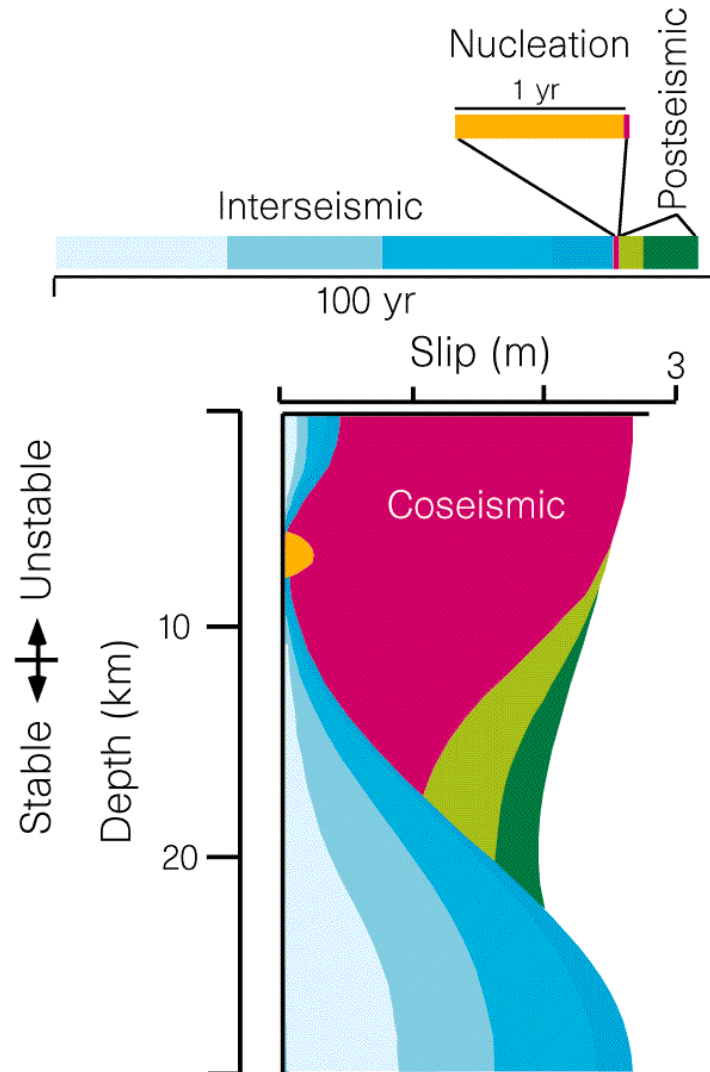 Nucleation
1 yr
Postseismic
Interseismic
100 yr
Slip (m)
3
Coseismic
Unstable
Stable
Depth (km)
10
20